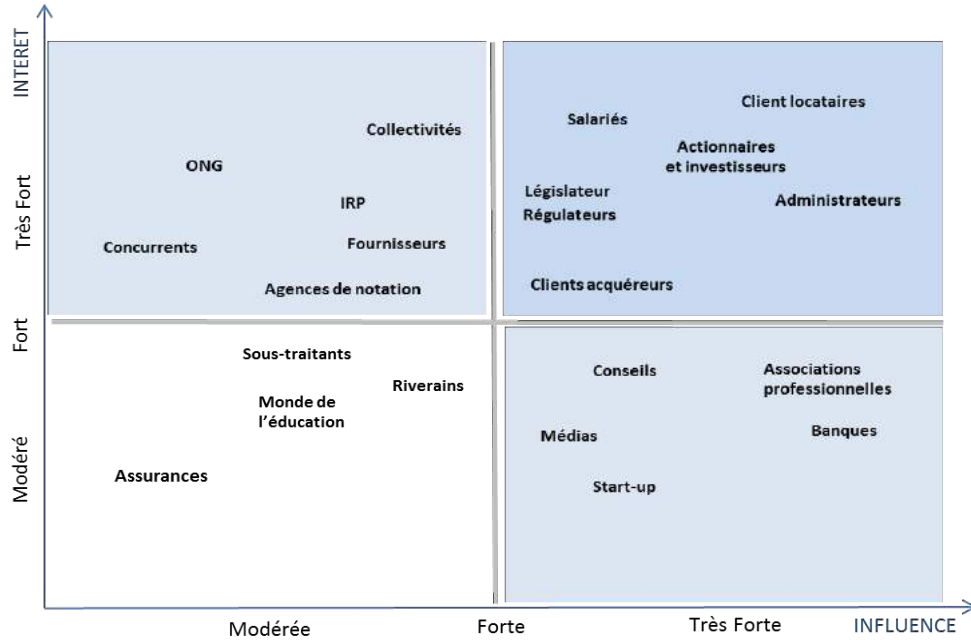 INTERET
Très Fort
Fort
Modéré
Collectivités
ONG
IRP
Concurrents
Fournisseurs
Agences de notation
Client locataires
Salariés
Actionnaires
et investisseurs
Législateur
Régulateurs
Administrateurs
Clients acquéreurs
Sous-traitants
Riverains
Monde de
l'éducation
Assurances
Conseils
Associations
professionnelles
Médias
Banques
Start-up
Modérée
Forte
Très Forte
INFLUENCE